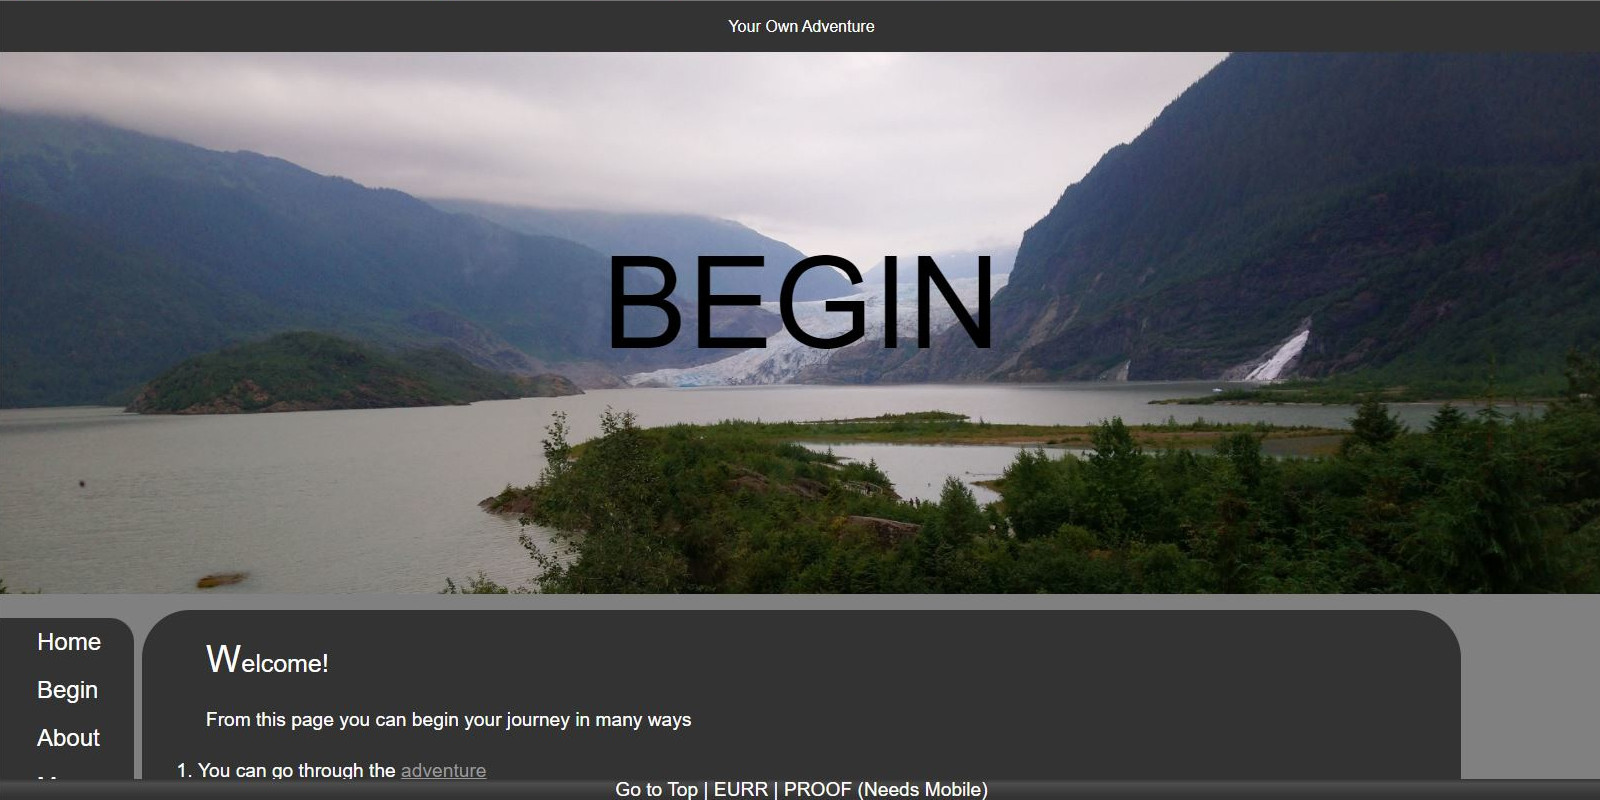 Your Own Adventure
BEGIN
Home
Begin
About
Welcome!
From this page you can begin your journey in many ways
1. You can go through the adventure
Go to Top | EURR | PROOF (Needs Mobile)